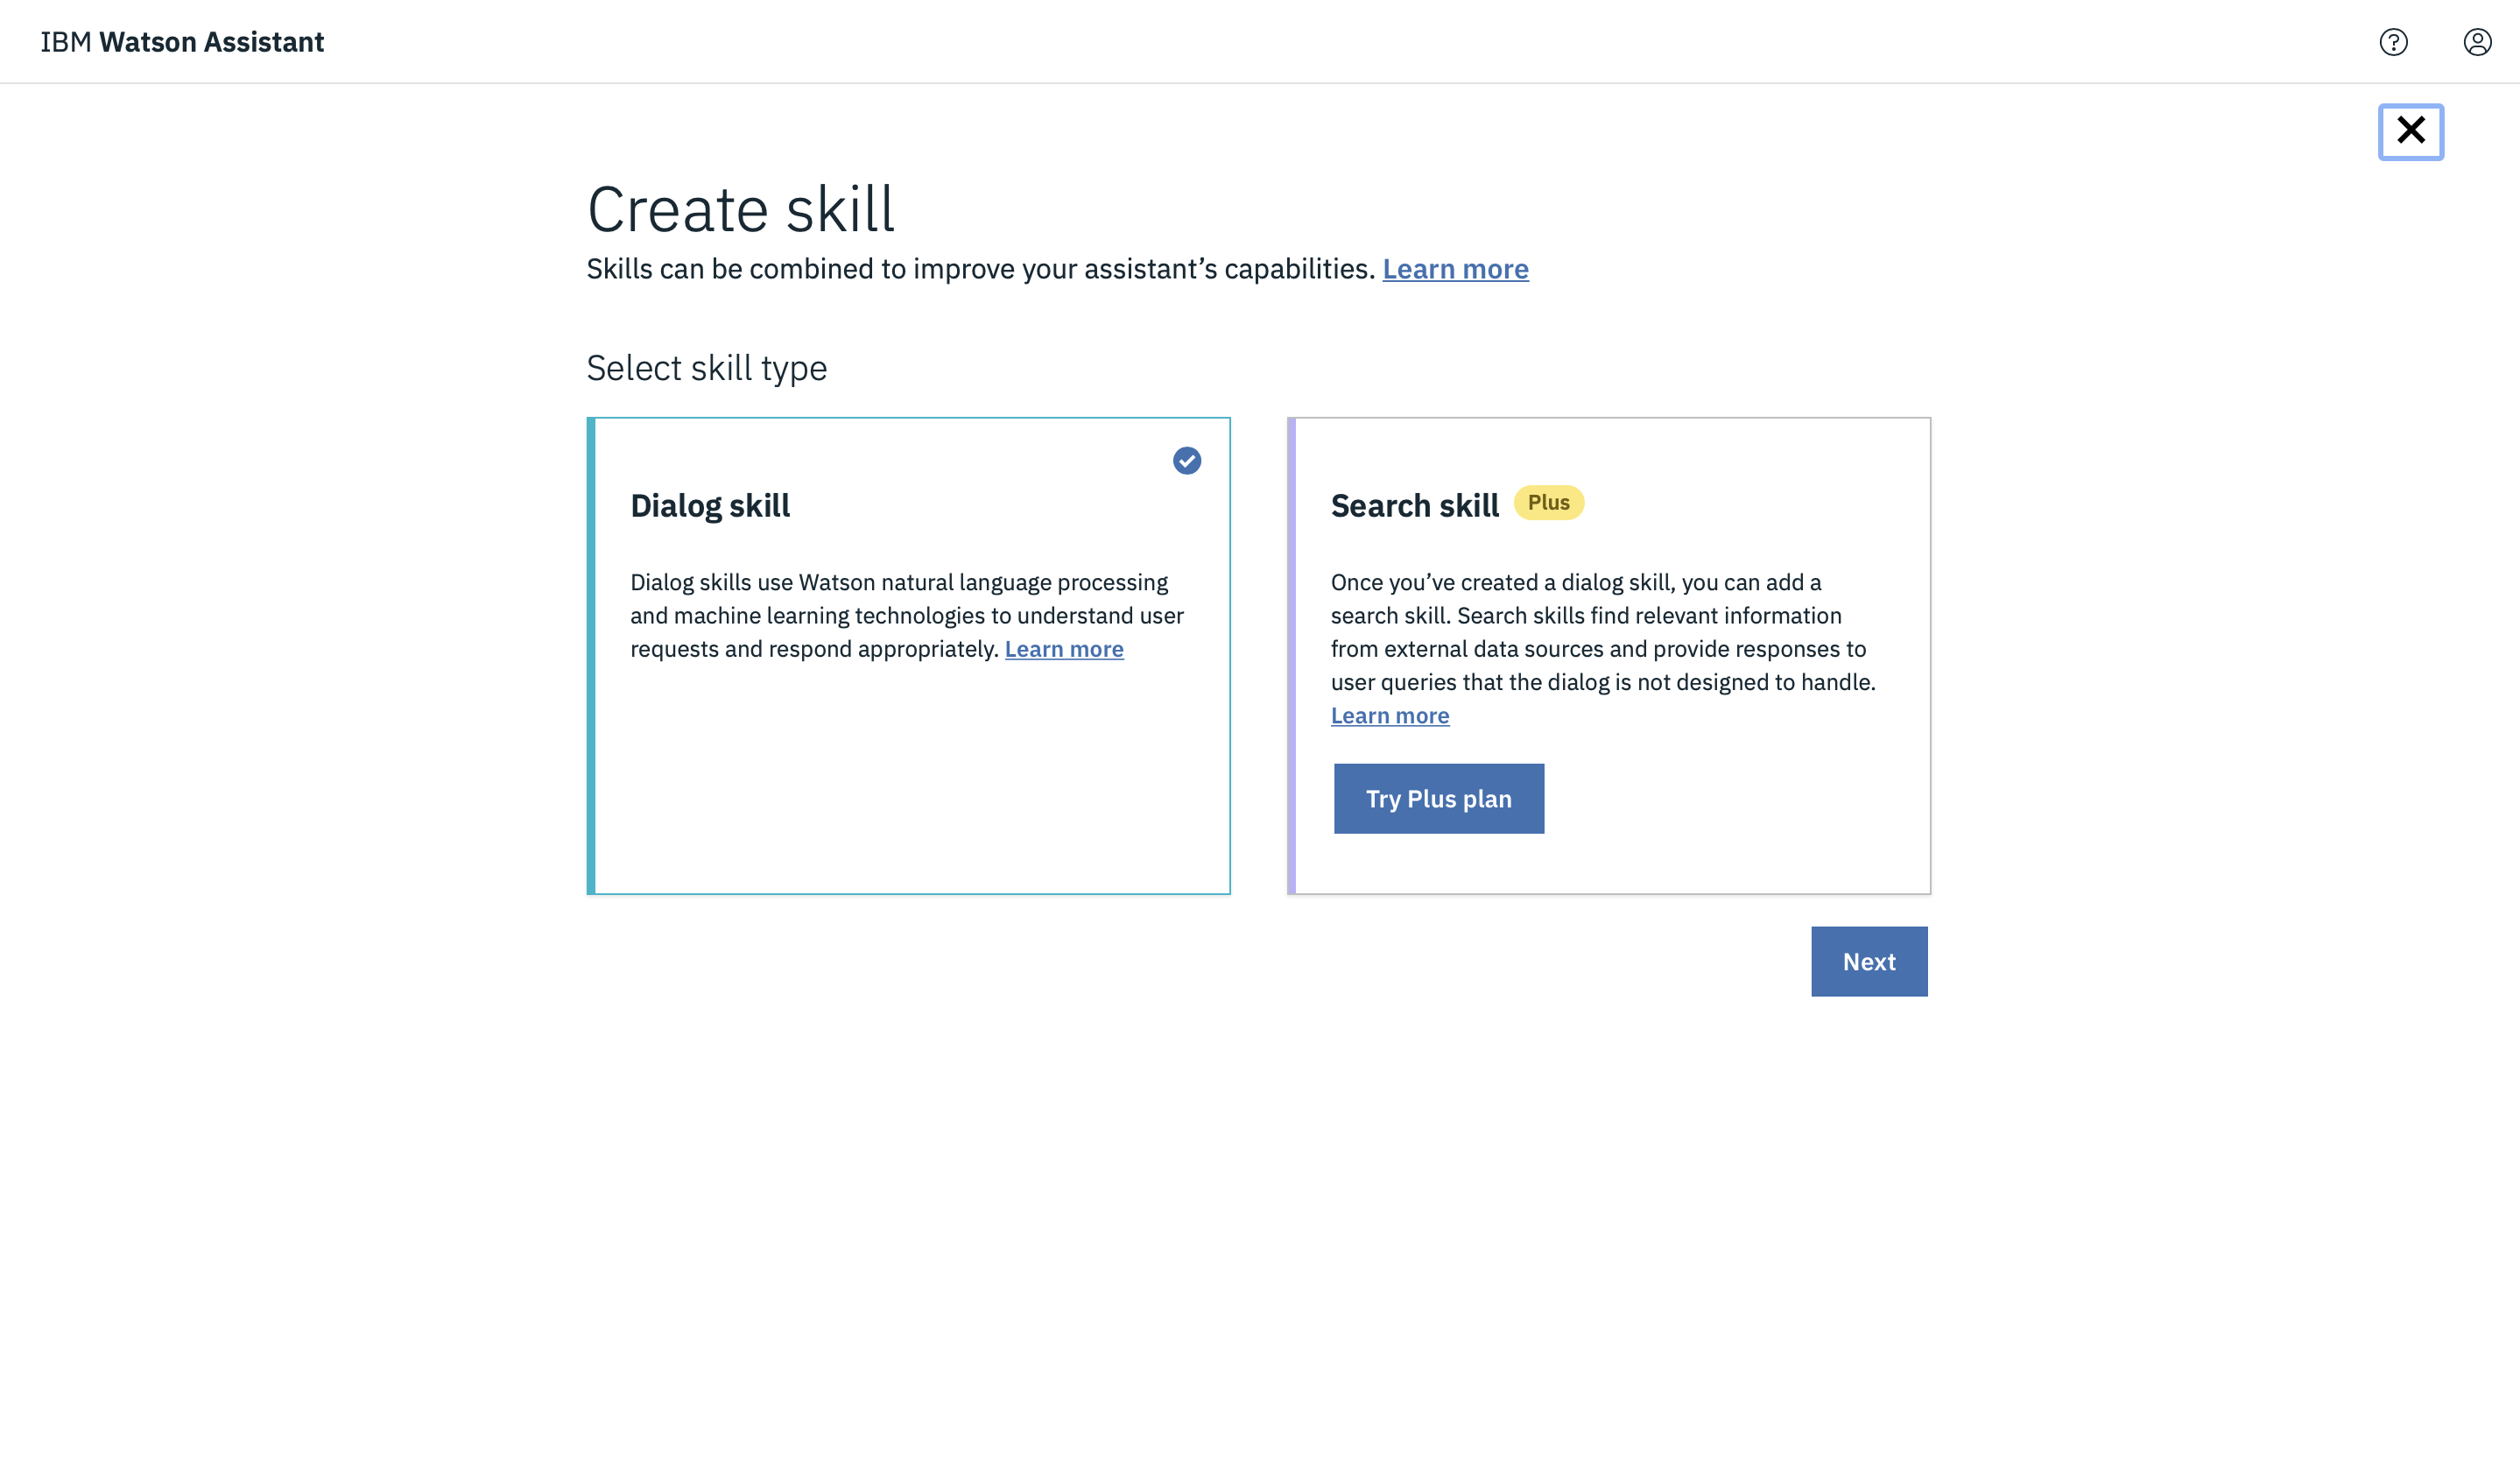 IBM Watson Assistant
Create skill
Skills can be combined to improve your assistant’s capabilities. Learn more
Select skill type
Dialog skill
Dialog skills use Watson natural language processing
and machine learning technologies to understand user
requests and respond appropriately. Learn more
Search skill Plus
Once you’ve created a dialog skill, you can add a
search skill. Search skills find relevant information
from external data sources and provide responses to
user queries that the dialog is not designed to handle.
Learn more
Try Plus plan
Next